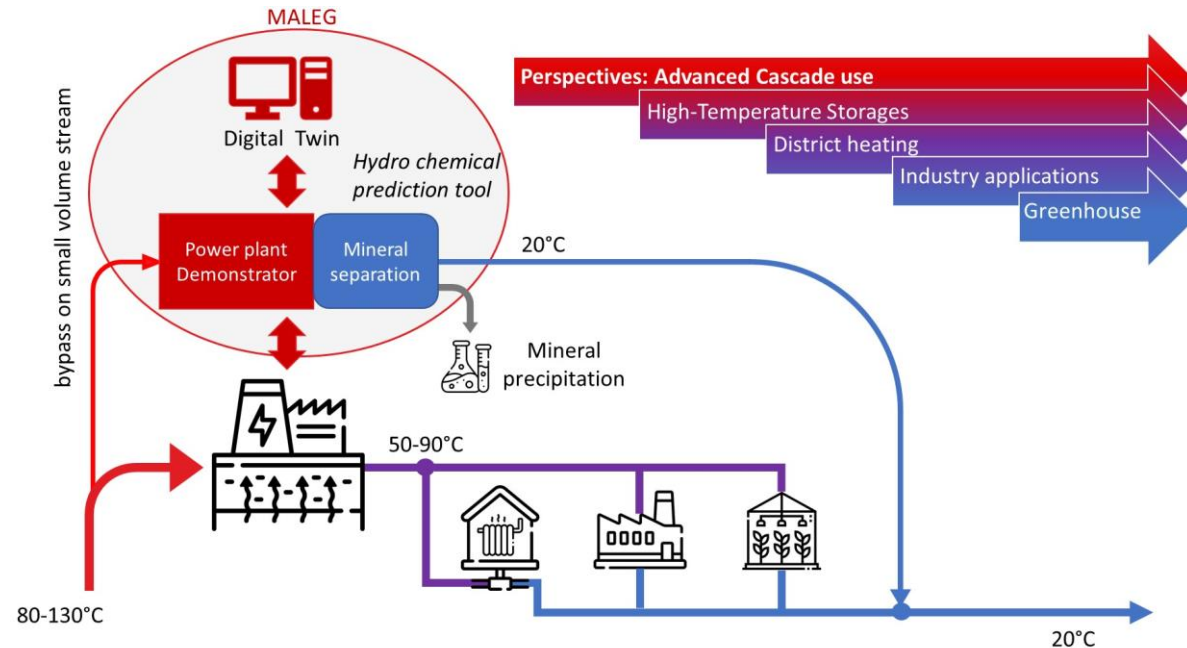 MALEG
Digital Twin
Hydro chemical
prediction tool
Power plant
Demonstrator
Mineral
separation
20°C
bypass on small volume stream
Mineral
precipitation
Perspectives: Advanced Cascade use
High-Temperature Storages
District heating
Industry applications
Greenhouse
50-90°C
80-130°C
20°C